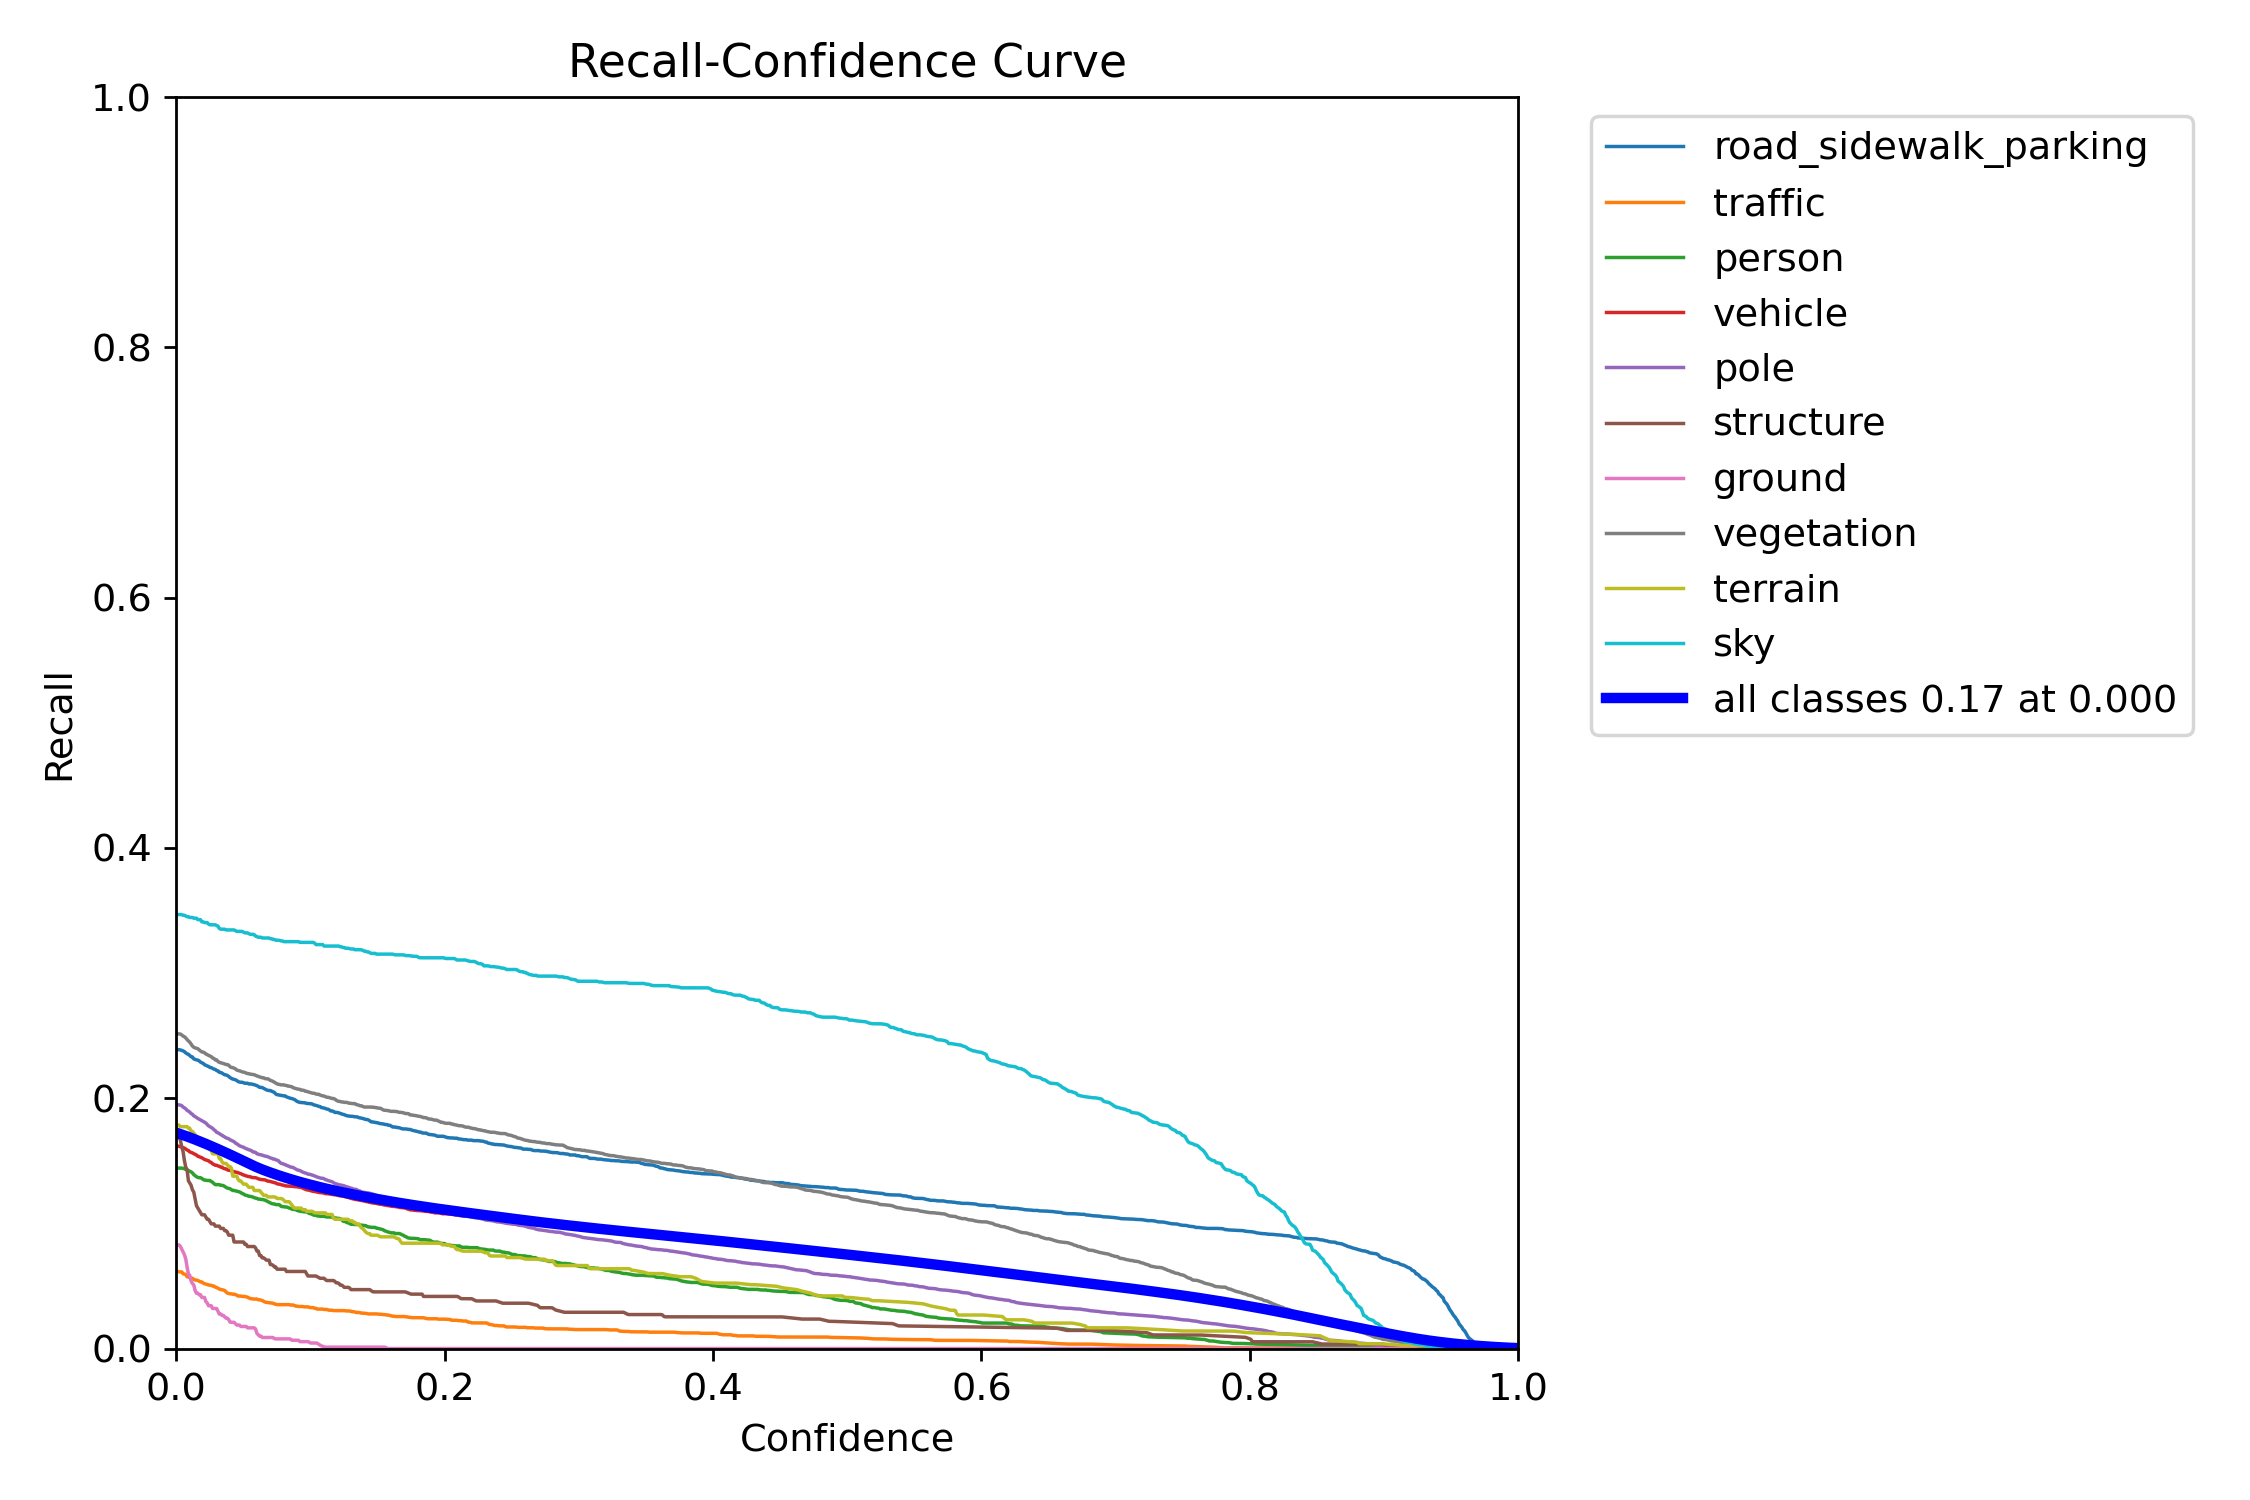 Recall-Confidence Curve
1.0
0.8
0.6
0.4
0.2
0.0
Recall
0.0 0.2 0.4 0.6 0.8 1.0
Confidence
road_sidewalk_parking
traffic
person
vehicle
pole
structure
ground
vegetation
terrain
sky
all classes 0.17 at 0.000